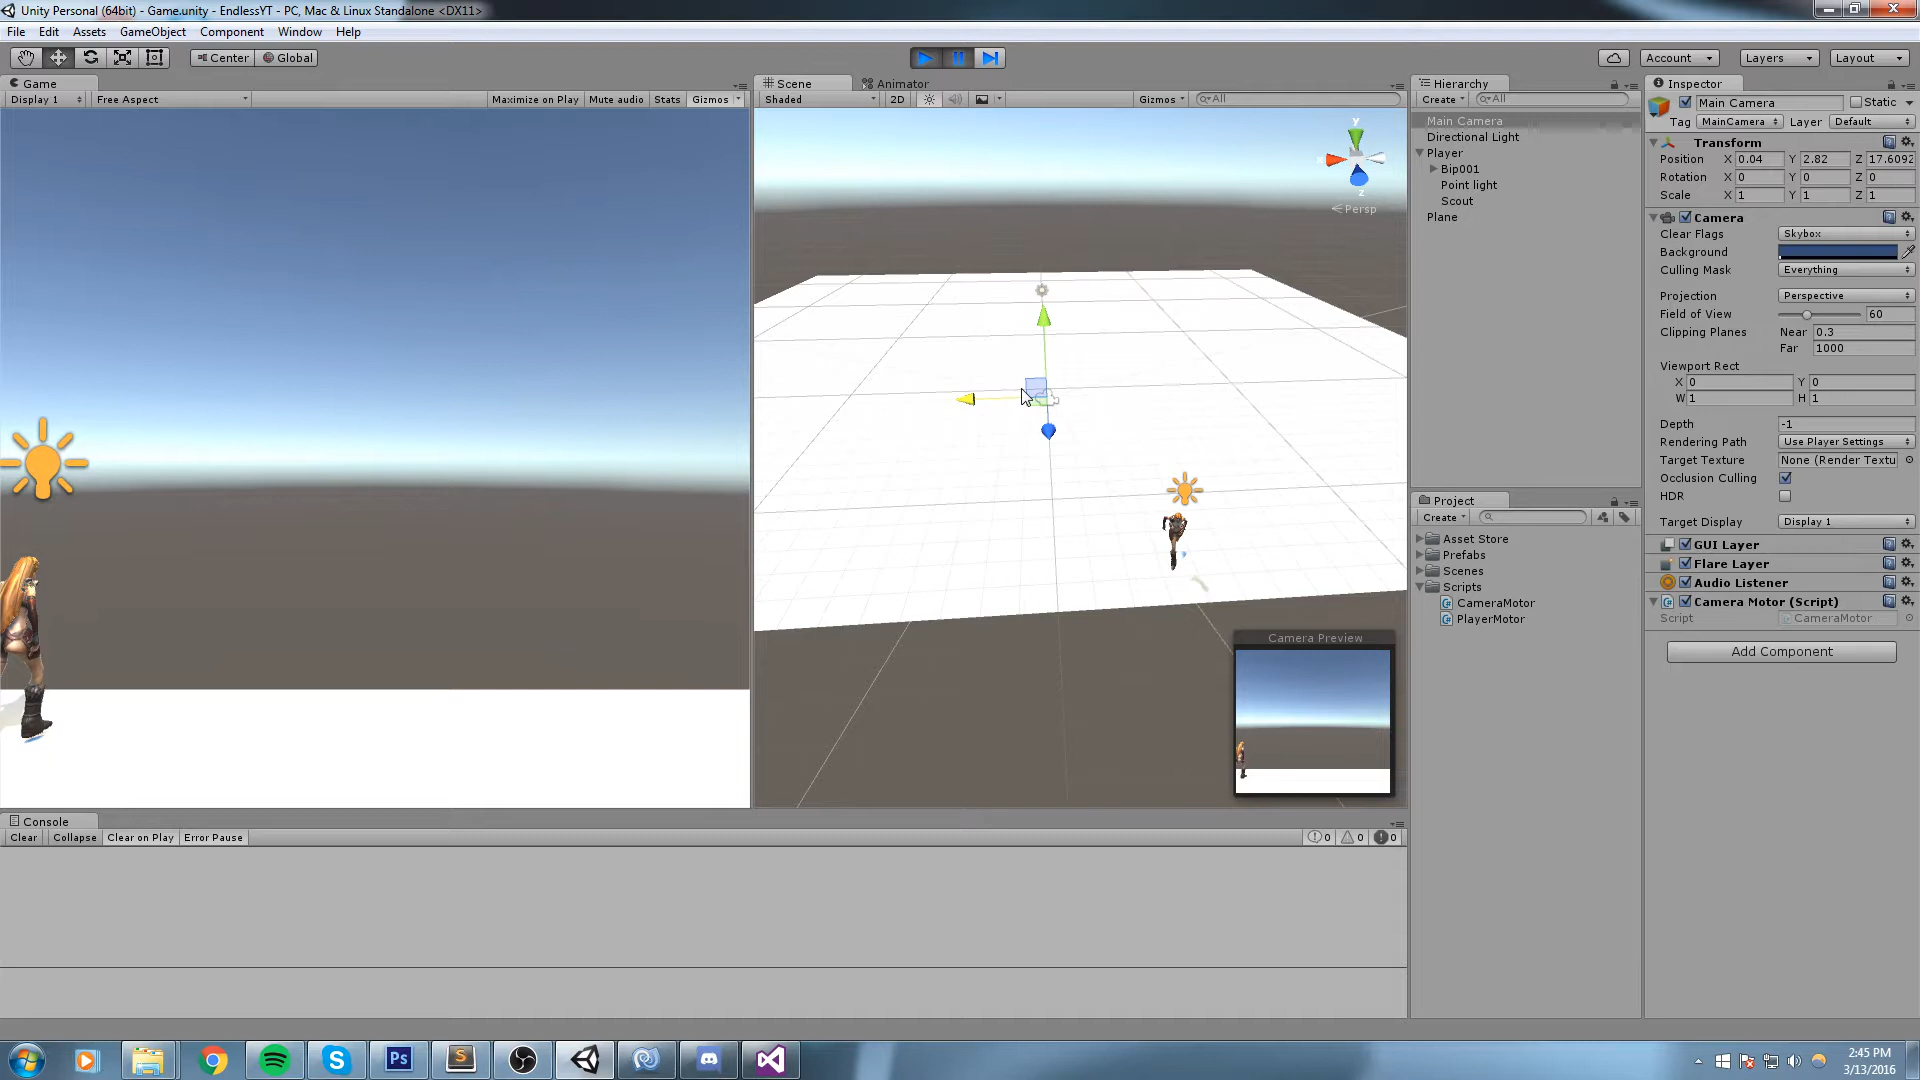 Unity Personal (64bit) - Game.unity - EndlessYT - PC, Mac & Linux Standalone <DX11>
File Edit Assets GameObject Component Window Help
Center Global Account Layers Layout
Game
Display 1 Free Aspect Maximize on Play Mute audio Stats Gizmos
Scene Animator
Shaded 2D Gizmos All
y
z
Persp
Camera Preview
Hierarchy
Create All
Main Camera
Directional Light
Player
Bip001
Point light
Scout
Plane
Project
Create
Asset Store
Prefabs
Scenes
Scripts
CameraMotor
PlayerMotor
Inspector
Main Camera Static
Tag MainCamera Layer Default
Transform
Position X 0.04 Y 2.82 Z 17.6092
Rotation X 0 Y 0 Z 0
Scale X 1 Y 1 Z 1
Camera
Clear Flags Skybox
Background
Culling Mask Everything
Projection Perspective
Field of View 60
Clipping Planes Near 0.3
Far 1000
Viewport Rect
X 0 Y 0
W 1 H 1
Depth -1
Rendering Path Use Player Settings
Target Texture None (Render Textu
Occlusion Culling
HDR
Target Display Display 1
GUI Layer
Flare Layer
Audio Listener
Camera Motor (Script)
Script CameraMotor
Add Component
Console
Clear Collapse Clear on Play Error Pause 0 0 0
Ps S
2:45 PM
3/13/2016